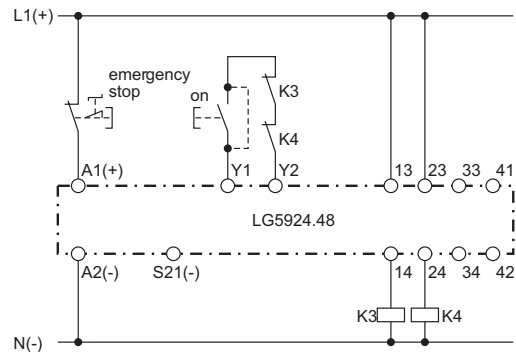 L1(+)
emergency
stop
on
K3
K4
A1(+)
Y1
Y2
13
23
33
41
LG5924.48
A2(-)
S21(-)
14
24
34
42
K3
K4
N(-)